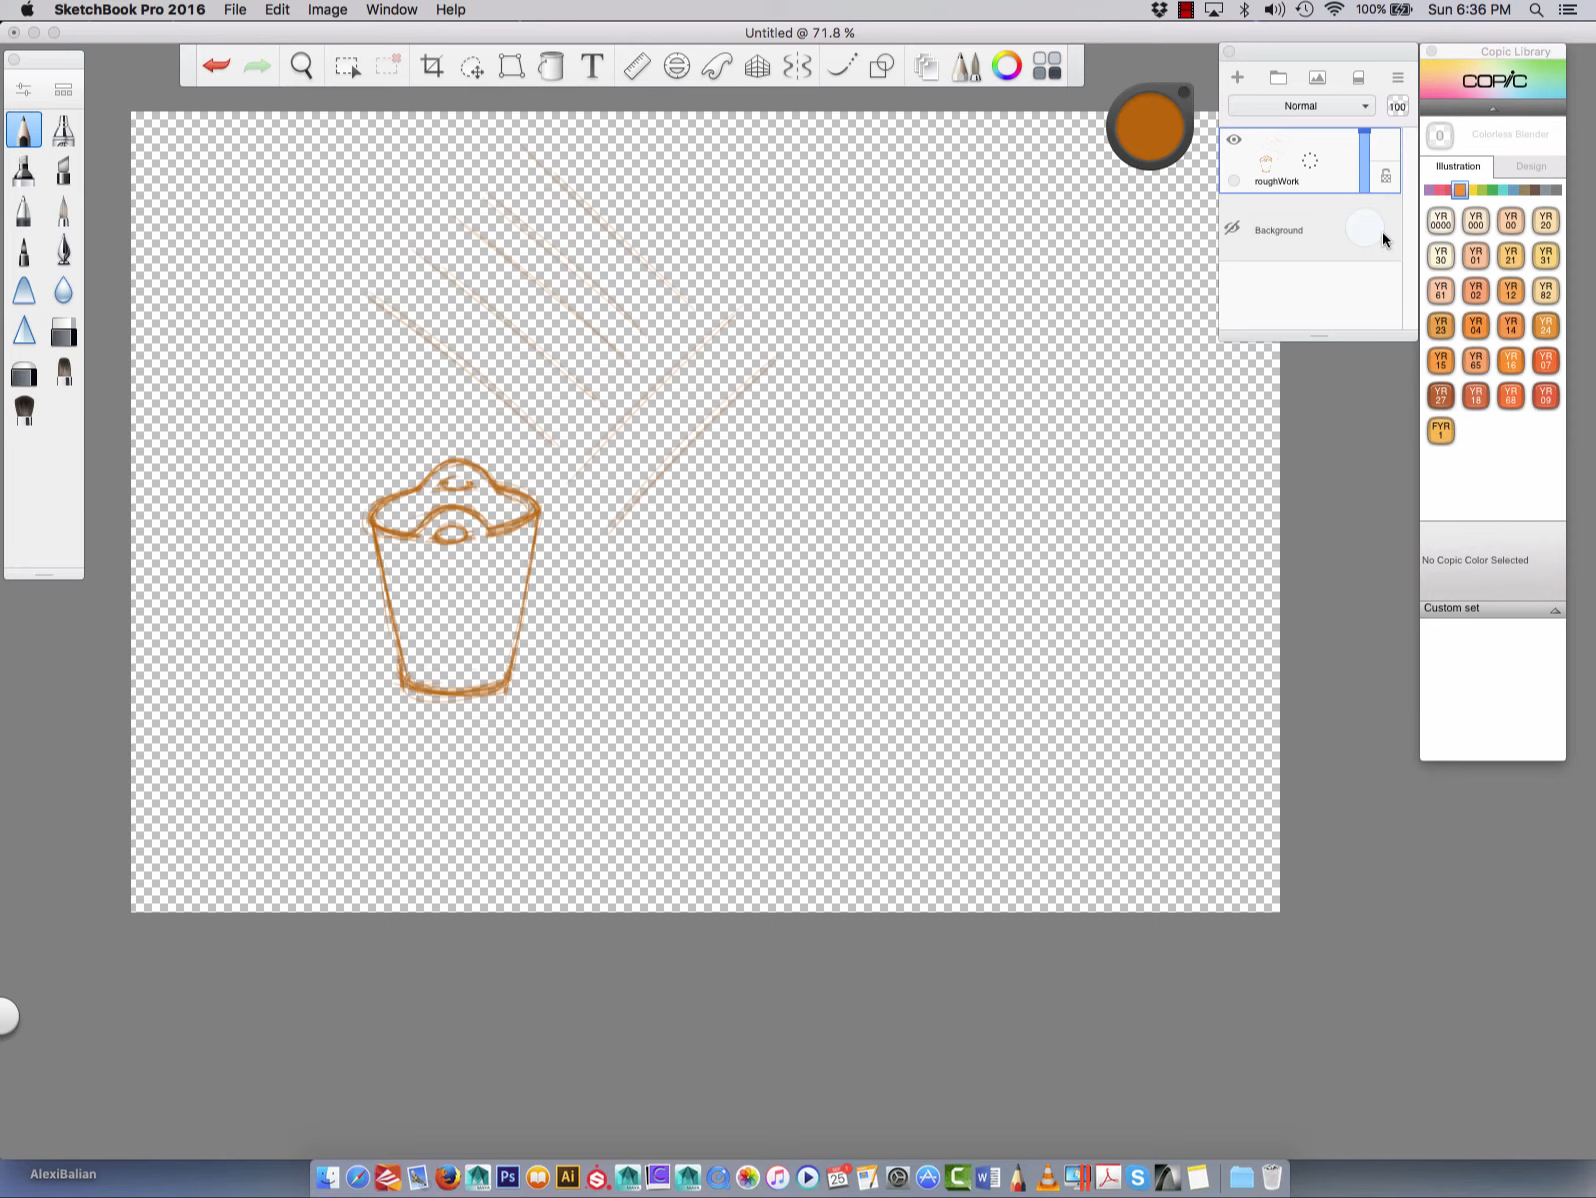 SketchBook Pro 2016 File Edit Image Window Help
100% Sun 6:36 PM
Untitled @ 71.8 %
T
Copic Library
COPIC
Normal 100
0 Colorless Blender
Illustration Design
roughWork
Background
YR 0000 YR 000 YR 00 YR 20
YR 30 YR 01 YR 21 YR 31
YR 61 YR 02 YR 12 YR 82
YR 23 YR 04 YR 14 YR 24
YR 15 YR 65 YR 16 YR 07
YR 27 YR 18 YR 68 YR 09
FYR 1
No Copic Color Selected
Custom set
AlexiBalian
Ps Ai 25 C W S